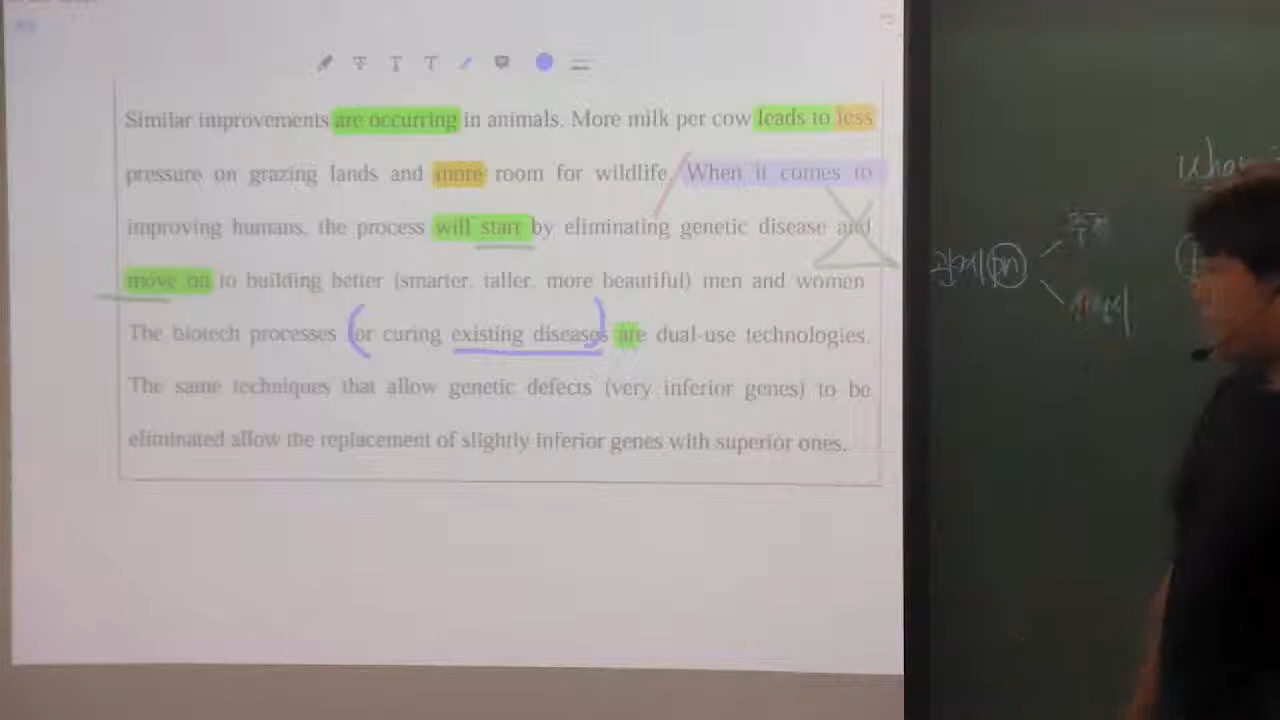 Similar improvements are occurring in animals. More milk per cow leads to less
pressure on grazing lands and more room for wildlife. When it comes to
improving humans, the process will start by eliminating genetic disease and
move on to building better (smarter, taller, more beautiful) men and women
The biotech processes for curing existing diseases are dual-use technologies.
The same techniques that allow genetic defects (very inferior genes) to be
eliminated allow the replacement of slightly inferior genes with superior ones.